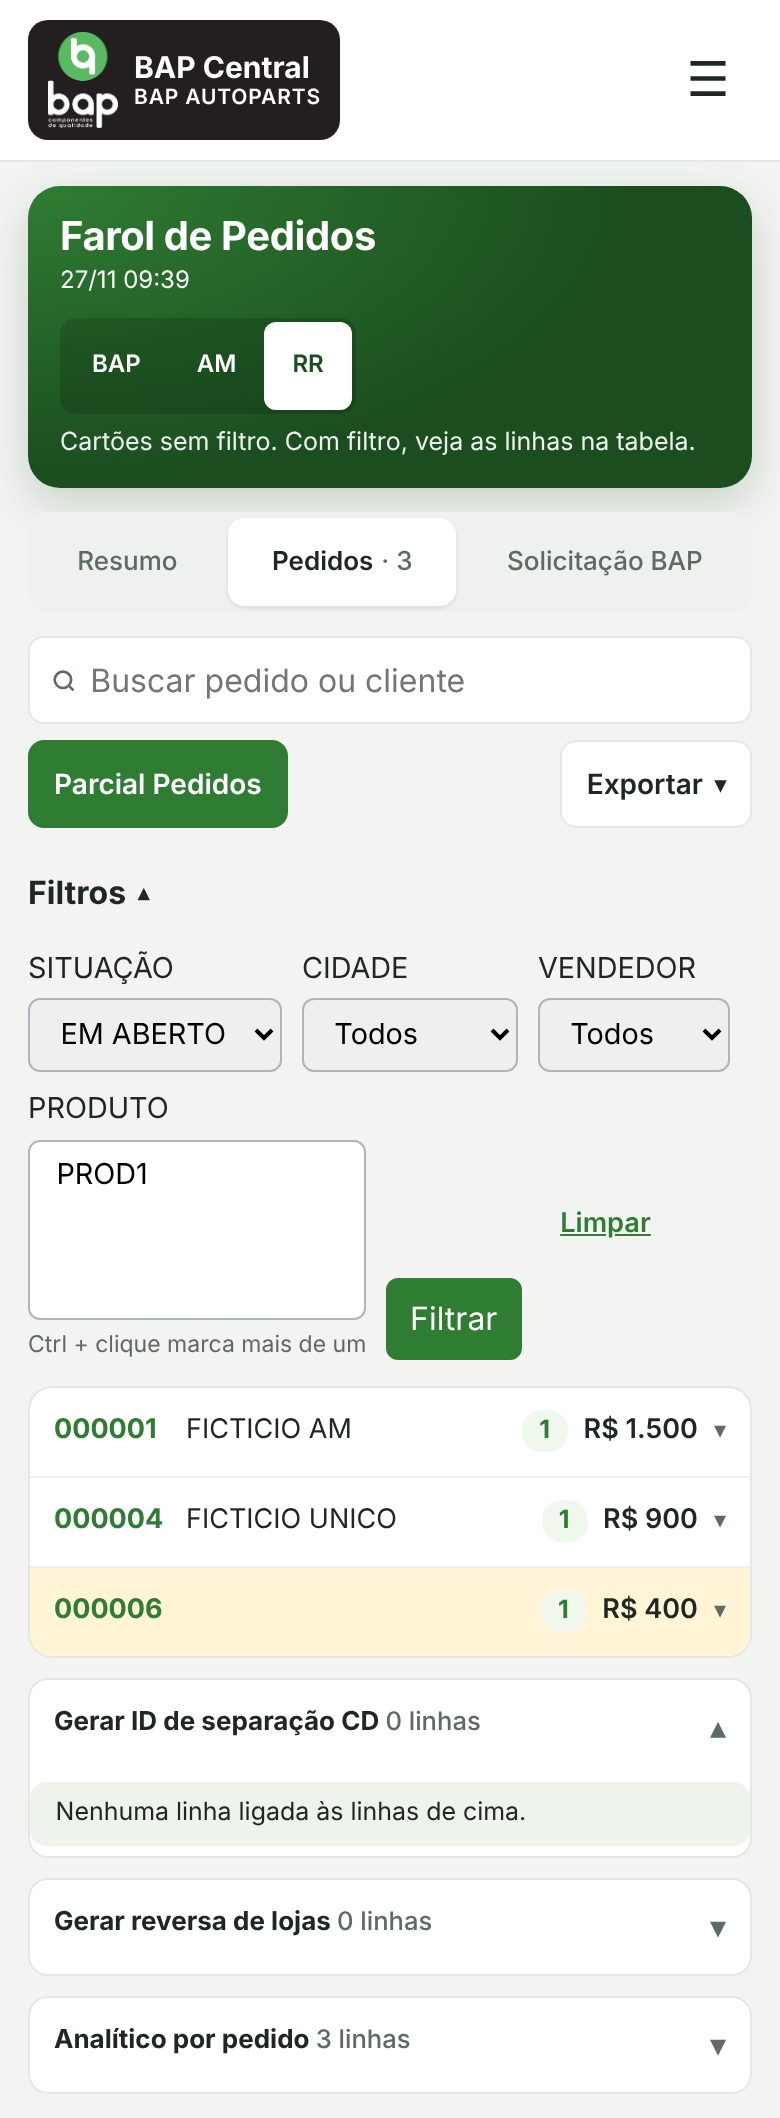 bap
componentes
de qualidade
BAP Central
BAP AUTOPARTS
☰
Farol de Pedidos
27/11 09:39
BAP AM RR
Cartões sem filtro. Com filtro, veja as linhas na tabela.
Resumo Pedidos · 3 Solicitação BAP
Buscar pedido ou cliente
Parcial Pedidos Exportar ▾
Filtros ▴
SITUAÇÃO CIDADE VENDEDOR
EM ABERTO Todos Todos
PRODUTO
PROD1
Limpar
Filtrar
Ctrl + clique marca mais de um
000001 FICTICIO AM 1 R$ 1.500 ▾
000004 FICTICIO UNICO 1 R$ 900 ▾
000006 1 R$ 400 ▾
Gerar ID de separação CD 0 linhas ▴
Nenhuma linha ligada às linhas de cima.
Gerar reversa de lojas 0 linhas ▾
Analítico por pedido 3 linhas ▾